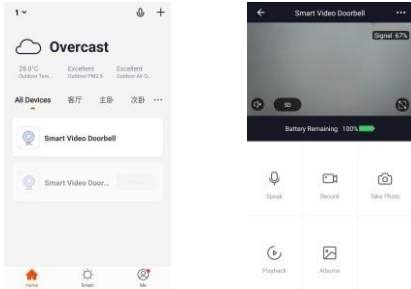 1
Overcast
28.9°C Excellent Excellent
Outdoor Tem... Outdoor PM2.5 Outdoor Air Q...
All Devices 客厅 主卧 次卧 ...
Smart Video Doorbell
Smart Video Door...
Home Smart Me
Smart Video Doorbell ...
Signal 67%
SD
Battery Remaining 100%
Speak Record Take Photo
Playback Albums